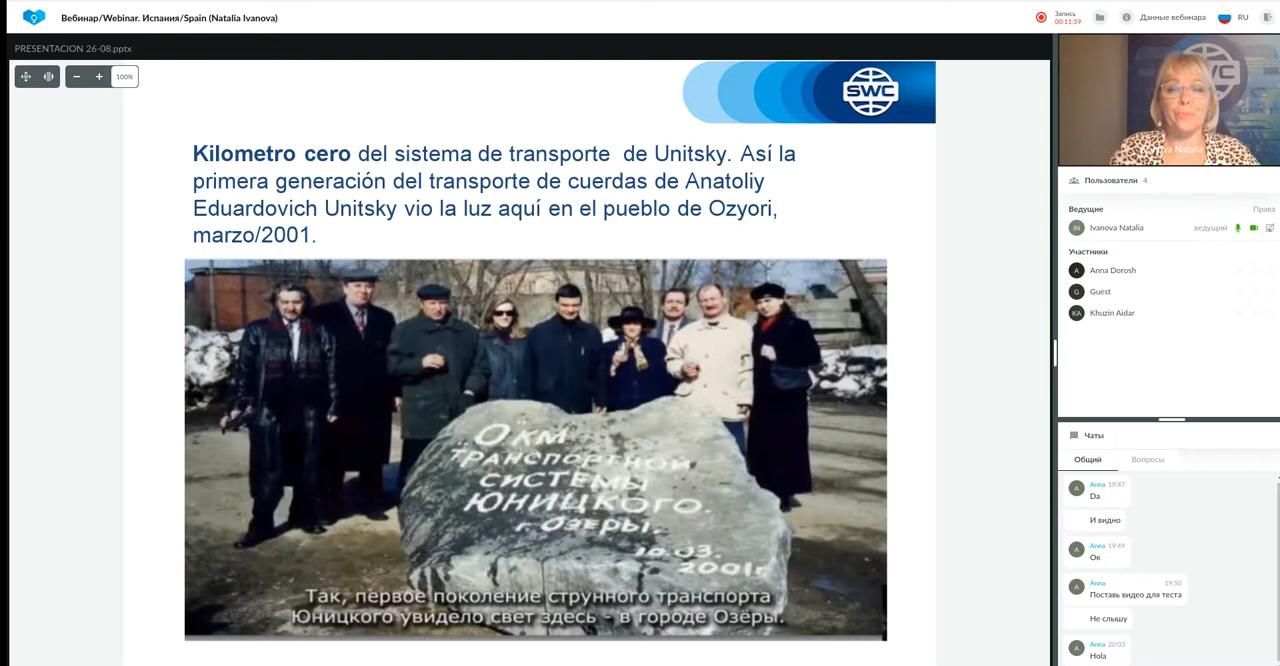 Вебинар/Webinar. Испания/Spain (Natalia Ivanova)
Запись
00:11:59
Данные вебинара
RU
PRESENTACION 26-08.pptx
100%
SWC
Kilometro cero del sistema de transporte de Unitsky. Así la
primera generación del transporte de cuerdas de Anatoliy
Eduardovich Unitsky vio la luz aquí en el pueblo de Ozyori,
marzo/2001.
"0" КМ
ТРАНСПОРТНОЙ
СИСТЕМЫ
ЮНИЦКОГО.
г. ОЗЕРЫ.
10.03.
2001г.
Так, первое поколение струнного транспорта
Юницкого увидело свет здесь - в городе Озёры.
Ivanova Natalia
Пользователи 4
Ведущие Права
IN Ivanova Natalia ведущий
Участники
A Anna Dorosh
G Guest
KA Khuzin Aidar
Чаты
Общий Вопросы
A Anna 19:47
Da
И видно
A Anna 19:49
Ок
A Anna 19:50
Поставь видео для теста
Не слышу
A Anna 20:03
Hola